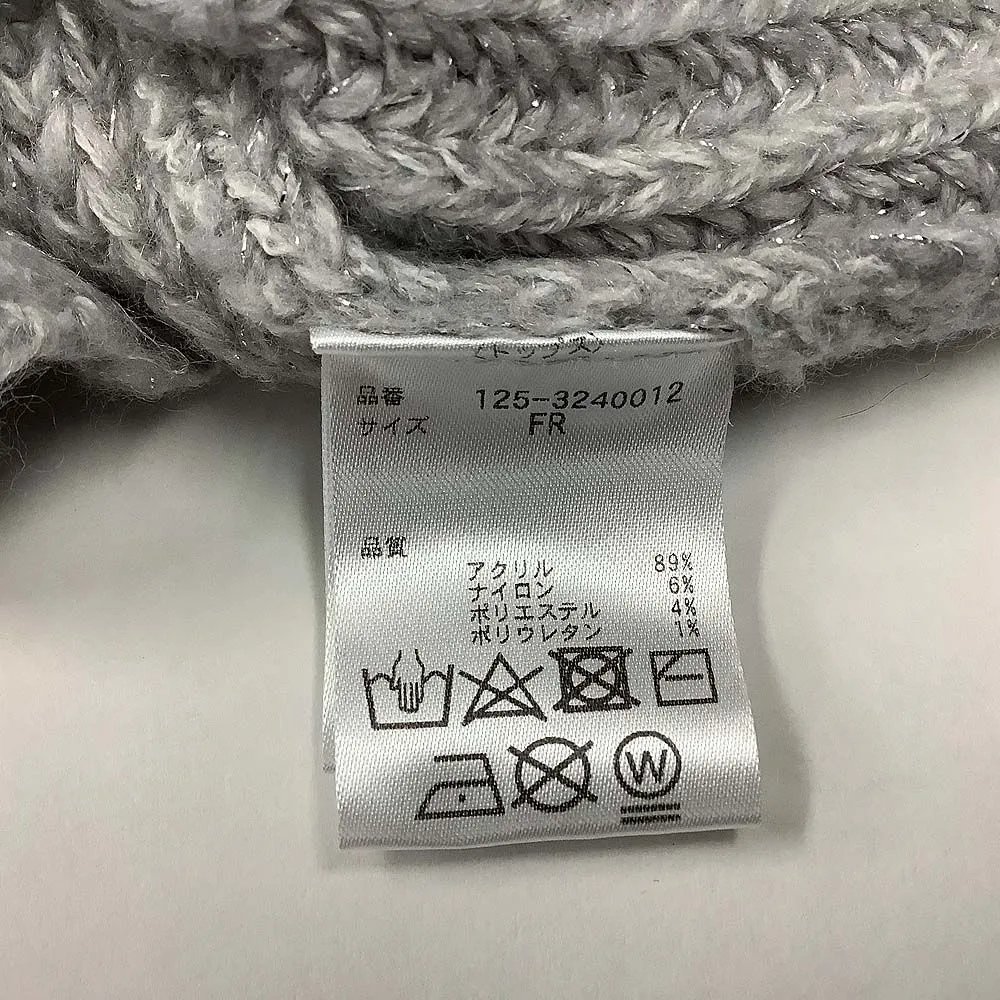 (トップス)
品番 125-3240012
サイズ FR
品質
アクリル 89%
ナイロン 6%
ポリエステル 4%
ポリウレタン 1%
W